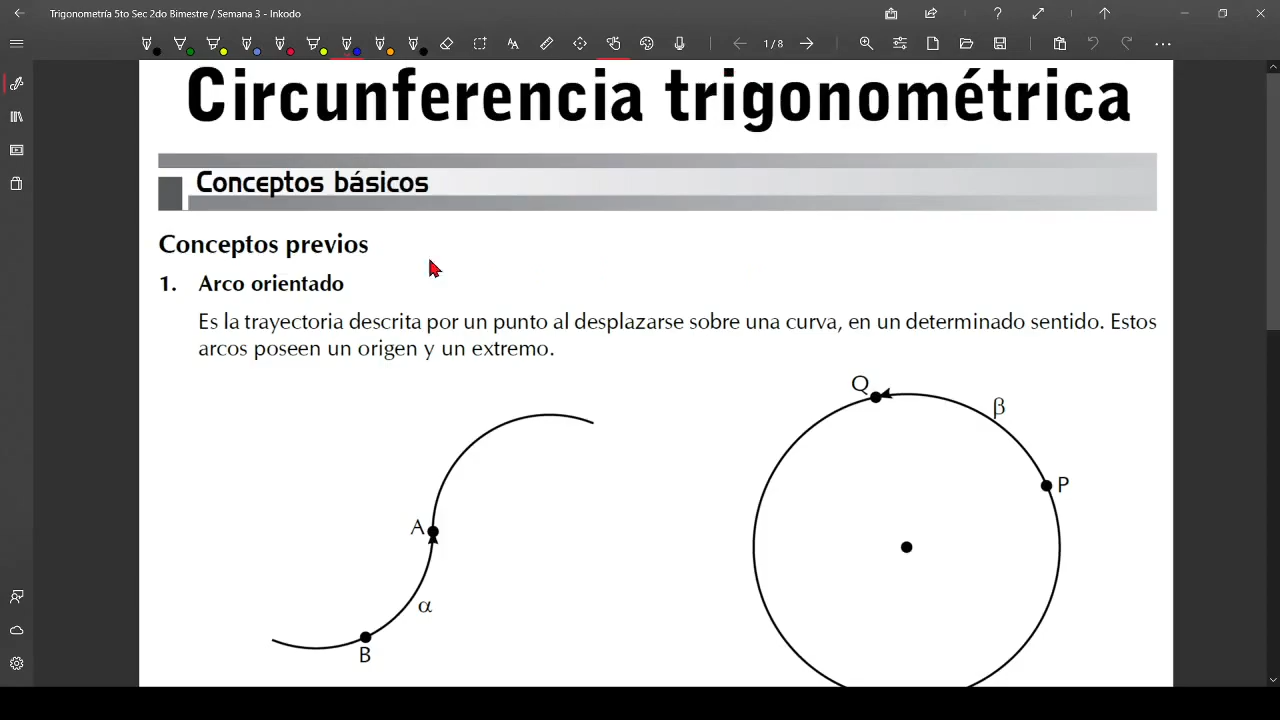 Trigonometría 5to Sec 2do Bimestre / Semana 3 - Inkodo
1/8
Circunferencia trigonométrica
Conceptos básicos
Conceptos previos
1. Arco orientado
Es la trayectoria descrita por un punto al desplazarse sobre una curva, en un determinado sentido. Estos
arcos poseen un origen y un extremo.
Q
β
P
A
α
B